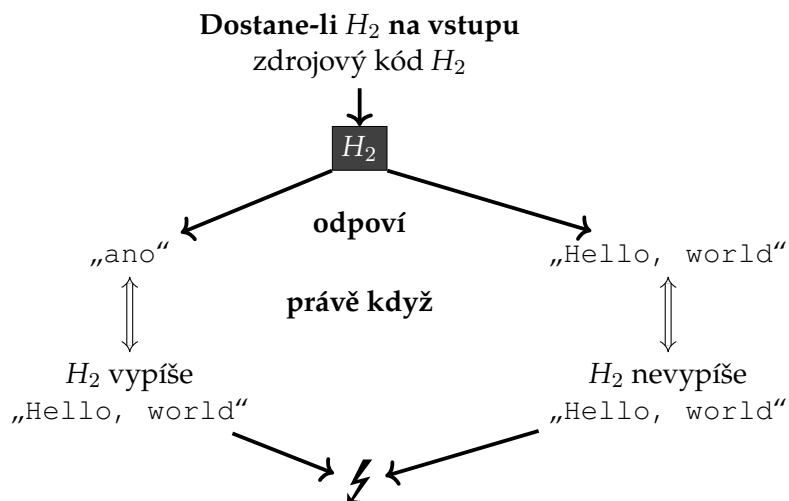 Dostane-li H₂ na vstupu
zdrojový kód H₂
H₂
odpoví
„ano“
„Hello, world“
právě když
H₂ vypíše
„Hello, world“
H₂ nevypíše
„Hello, world“